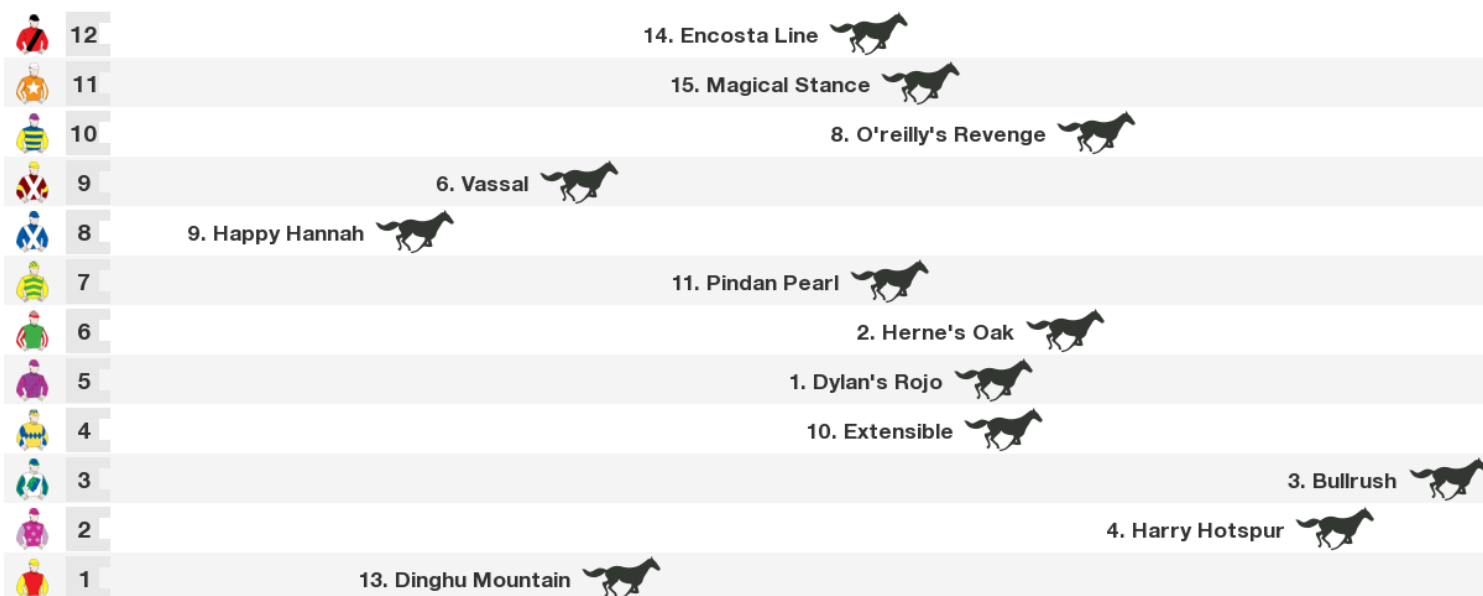 12 14. Encosta Line
11 15. Magical Stance
10 8. O'reilly's Revenge
9 6. Vassal
8 9. Happy Hannah
7 11. Pindan Pearl
6 2. Herne's Oak
5 1. Dylan's Rojo
4 10. Extensible
3 3. Bullrush
2 4. Harry Hotspur
1 13. Dinghu Mountain